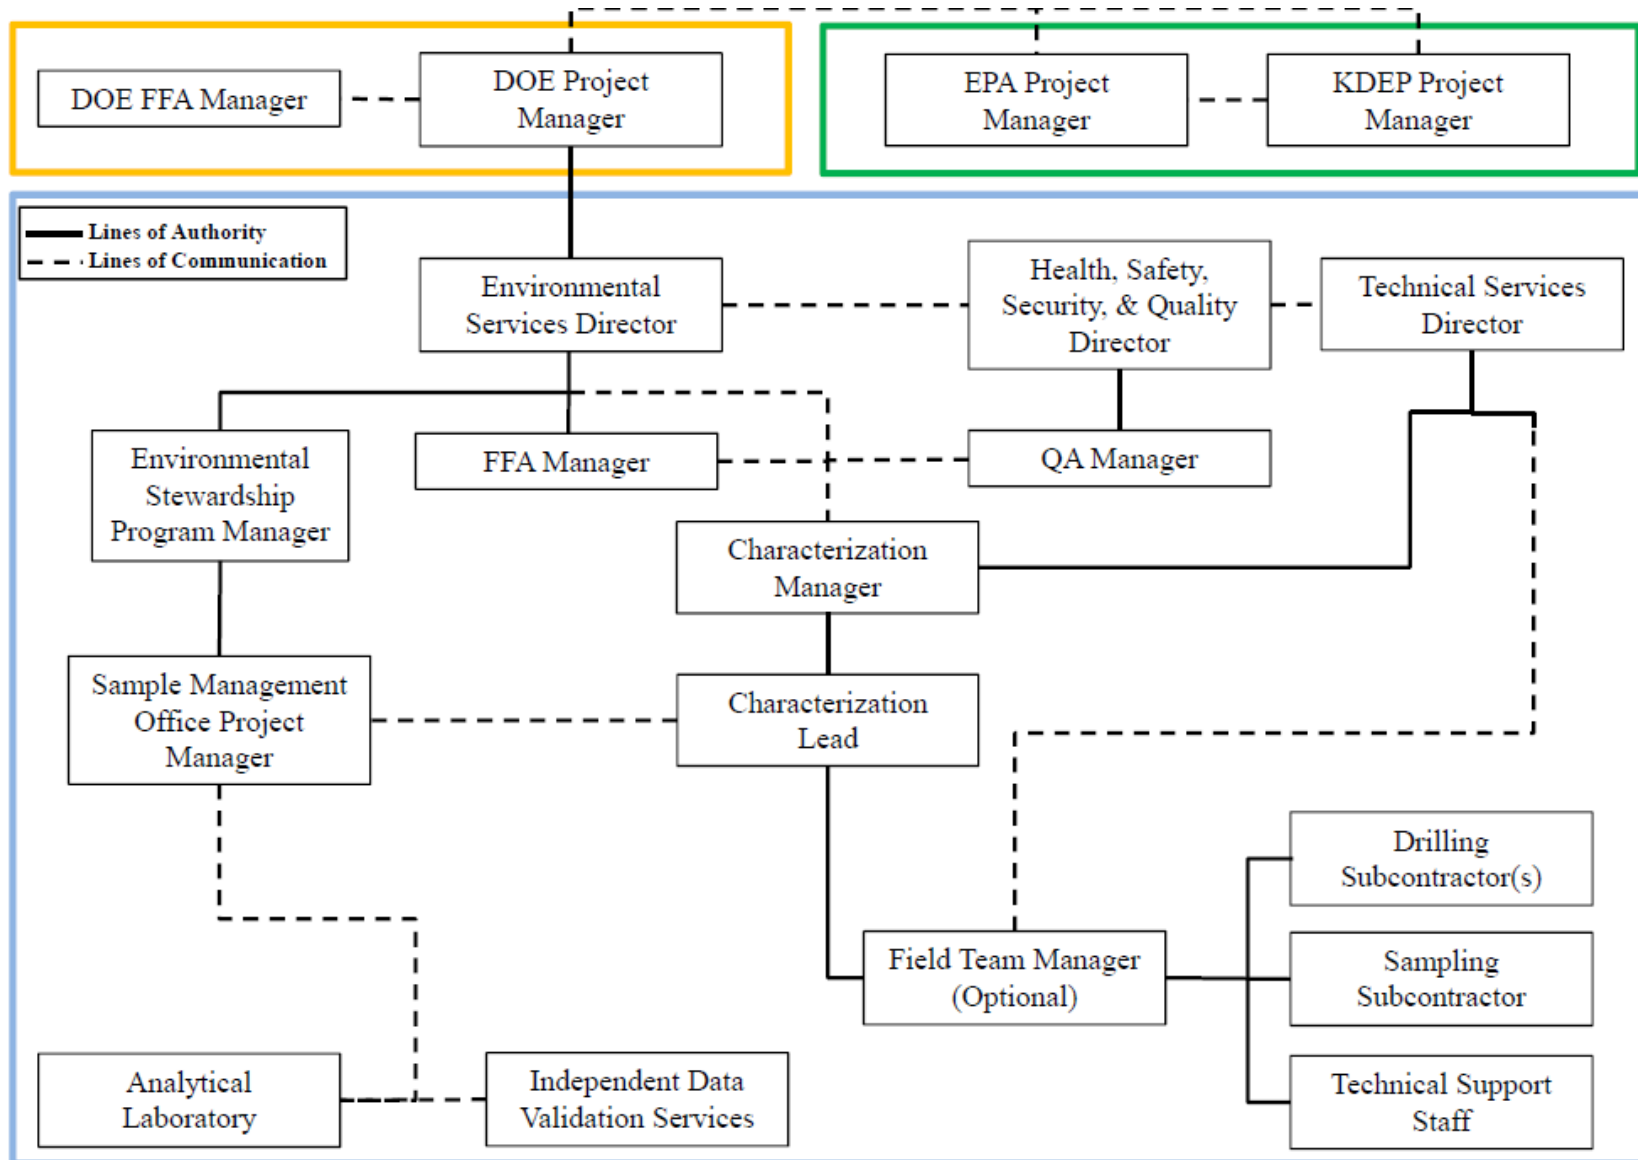 DOE FFA Manager
DOE Project
Manager
EPA Project
Manager
KDEP Project
Manager
Lines of Authority
Lines of Communication
Environmental
Services Director
Health, Safety,
Security, & Quality
Director
Technical Services
Director
Environmental
Stewardship
Program Manager
FFA Manager
QA Manager
Characterization
Manager
Sample Management
Office Project
Manager
Characterization
Lead
Drilling
Subcontractor(s)
Field Team Manager
(Optional)
Sampling
Subcontractor
Analytical
Laboratory
Independent Data
Validation Services
Technical Support
Staff